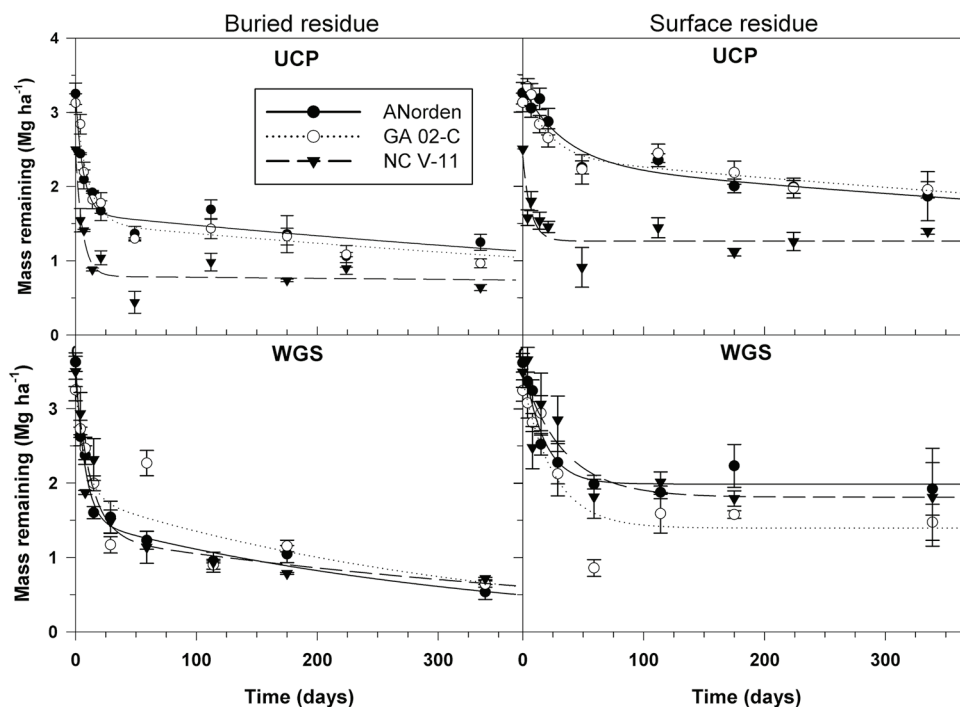 Buried residue
Surface residue
UCP
UCP
ANorden
GA 02-C
NC V-11
Mass remaining (Mg ha-1)
4
3
2
1
0
WGS
WGS
Mass remaining (Mg ha-1)
3
2
1
0
0 100 200 300
0 100 200 300
Time (days)
Time (days)